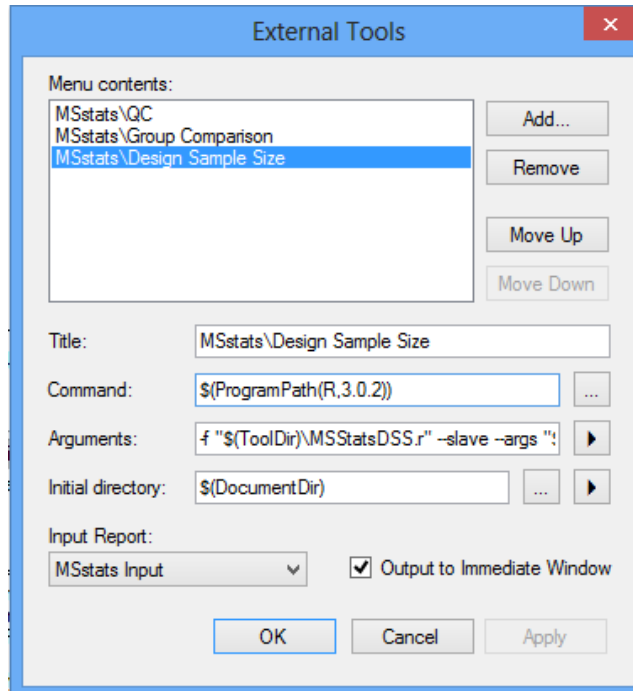 External Tools
Menu contents:
MSstats\QC
MSstats\Group Comparison
MSstats\Design Sample Size
Add...
Remove
Move Up
Move Down
Title:
MSstats\Design Sample Size
Command:
$(ProgramPath(R,3.0.2))
...
Arguments:
-f "$(ToolDir)\MSStatsDSS.r" --slave --args "$
Initial directory:
$(DocumentDir)
...
Input Report:
MSstats Input
Output to Immediate Window
OK
Cancel
Apply